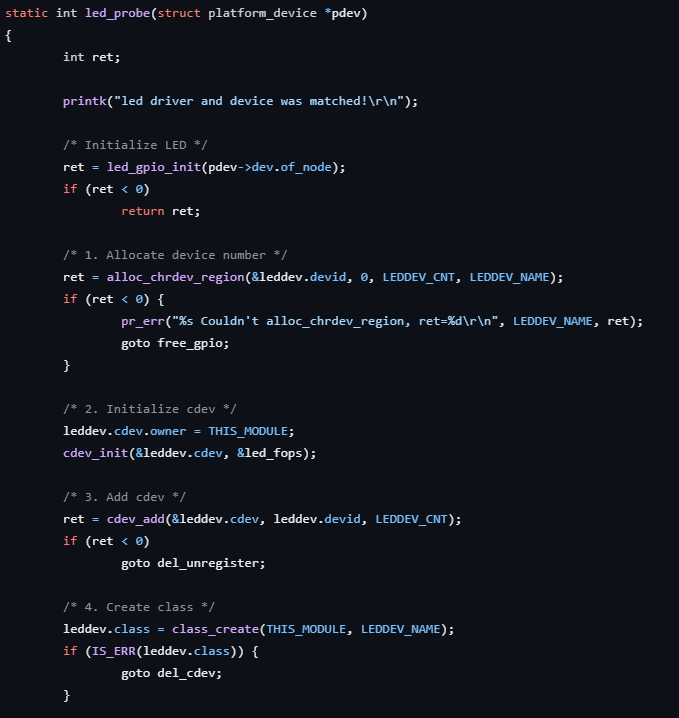 static int led_probe(struct platform_device *pdev)
{
        int ret;

        printk("led driver and device was matched!\r\n");

        /* Initialize LED */
        ret = led_gpio_init(pdev->dev.of_node);
        if (ret < 0)
                return ret;

        /* 1. Allocate device number */
        ret = alloc_chrdev_region(&leddev.devid, 0, LEDDEV_CNT, LEDDEV_NAME);
        if (ret < 0) {
                pr_err("%s Couldn't alloc_chrdev_region, ret=%d\r\n", LEDDEV_NAME, ret);
                goto free_gpio;
        }

        /* 2. Initialize cdev */
        leddev.cdev.owner = THIS_MODULE;
        cdev_init(&leddev.cdev, &led_fops);

        /* 3. Add cdev */
        ret = cdev_add(&leddev.cdev, leddev.devid, LEDDEV_CNT);
        if (ret < 0)
                goto del_unregister;

        /* 4. Create class */
        leddev.class = class_create(THIS_MODULE, LEDDEV_NAME);
        if (IS_ERR(leddev.class)) {
                goto del_cdev;
        }